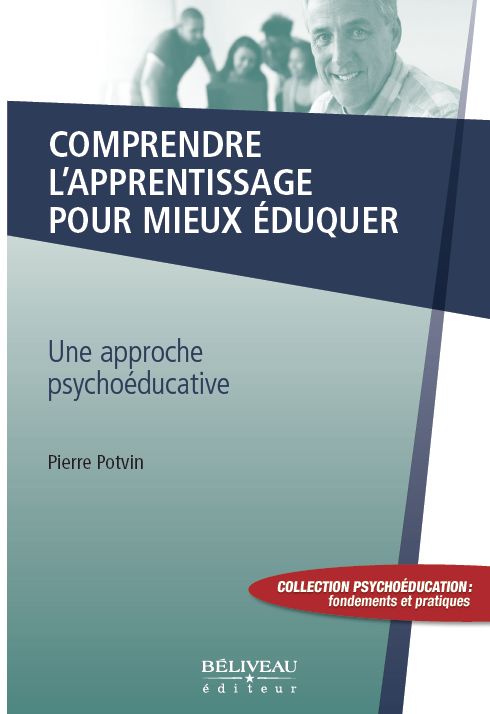 COMPRENDRE
L'APPRENTISSAGE
POUR MIEUX ÉDUQUER
Une approche
psychoéducative
Pierre Potvin
COLLECTION PSYCHOÉDUCATION :
fondements et pratiques
BÉLIVEAU
éditeur